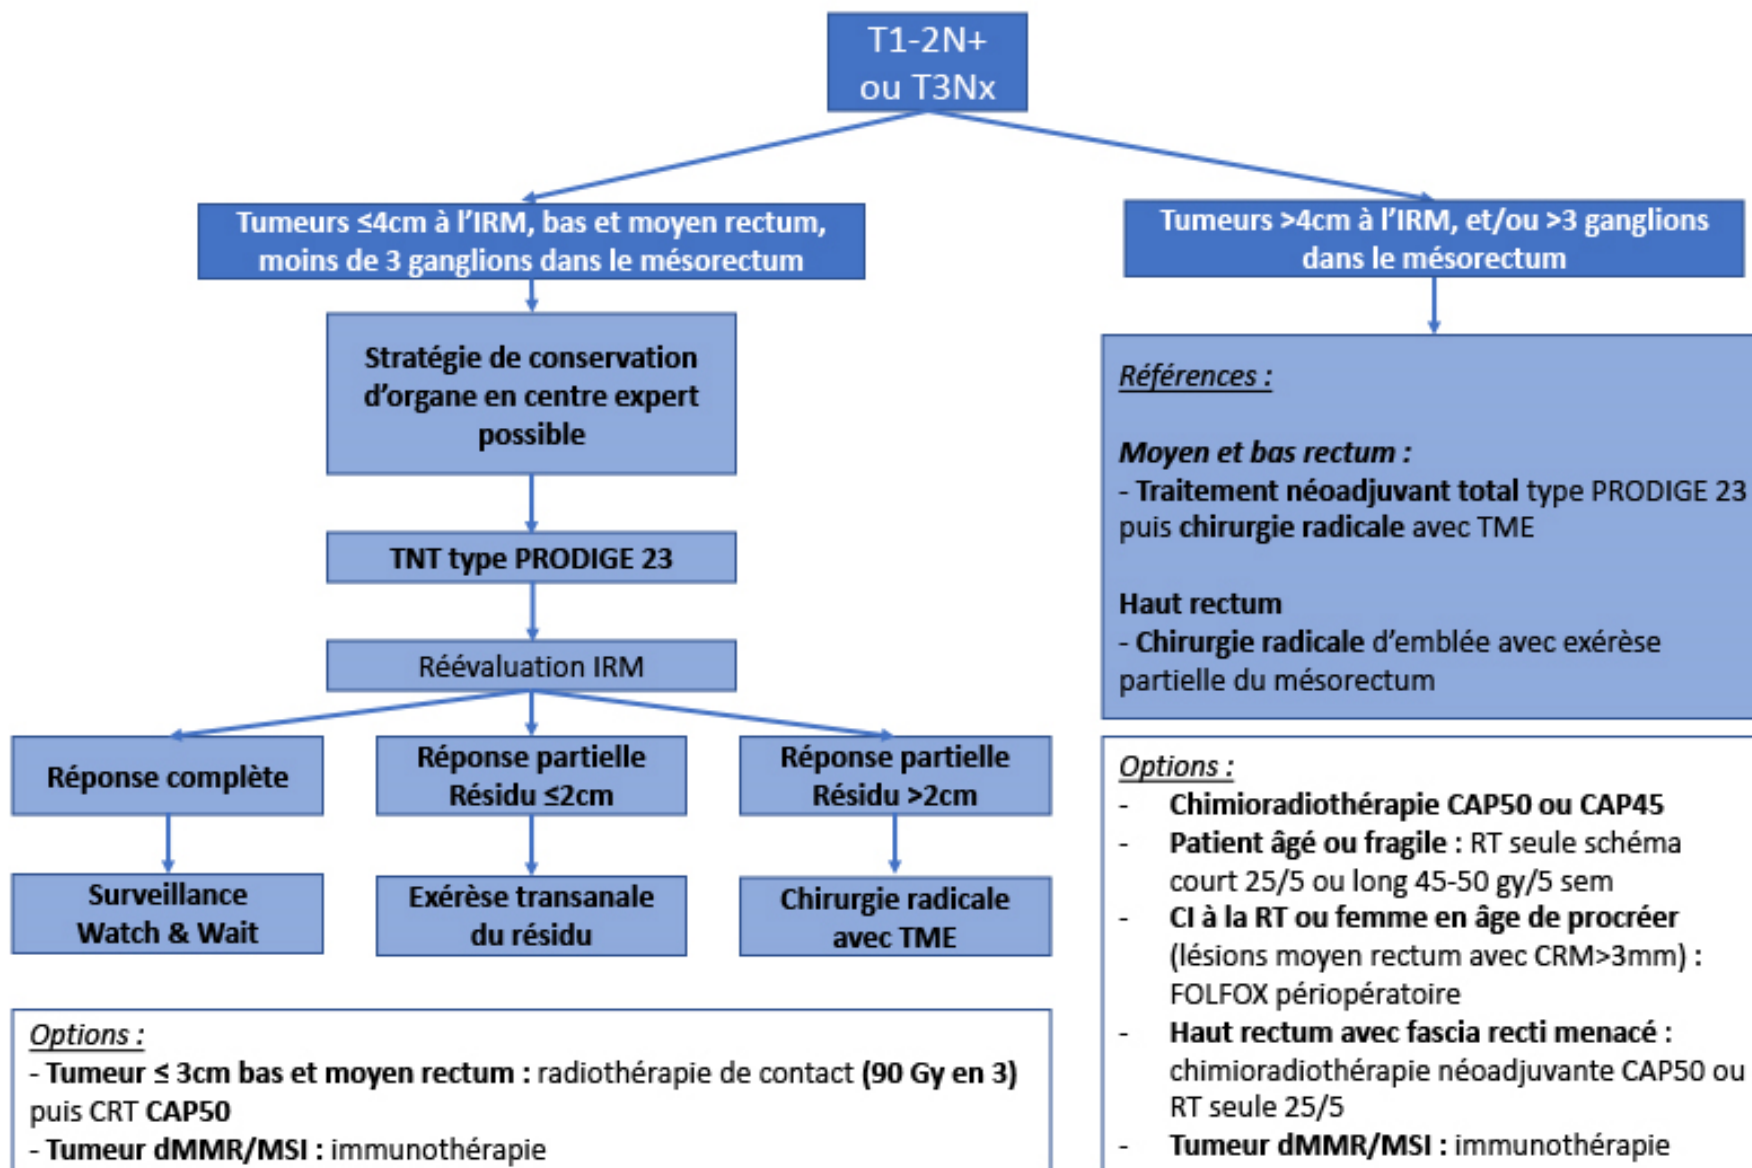 T1-2N+
ou T3Nx
Tumeurs ≤4cm à l'IRM, bas et moyen rectum,
moins de 3 ganglions dans le mésorectum
Stratégie de conservation
d'organe en centre expert
possible
TNT type PRODIGE 23
Réévaluation IRM
Réponse complète
Surveillance
Watch & Wait
Réponse partielle
Résidu ≤2cm
Exérèse transanale
du résidu
Réponse partielle
Résidu >2cm
Chirurgie radicale
avec TME
Options :
- Tumeur ≤ 3cm bas et moyen rectum : radiothérapie de contact (90 Gy en 3)
puis CRT CAP50
- Tumeur dMMR/MSI : immunothérapie
Tumeurs >4cm à l'IRM, et/ou >3 ganglions
dans le mésorectum
Références :
Moyen et bas rectum :
- Traitement néoadjuvant total type PRODIGE 23
puis chirurgie radicale avec TME
Haut rectum
- Chirurgie radicale d'emblée avec exérèse
partielle du mésorectum
Options :
- Chimioradiothérapie CAP50 ou CAP45
- Patient âgé ou fragile : RT seule schéma
court 25/5 ou long 45-50 gy/5 sem
- CI à la RT ou femme en âge de procréer
(lésions moyen rectum avec CRM>3mm) :
FOLFOX périopératoire
- Haut rectum avec fascia recti menacé :
chimioradiothérapie néoadjuvante CAP50 ou
RT seule 25/5
- Tumeur dMMR/MSI : immunothérapie